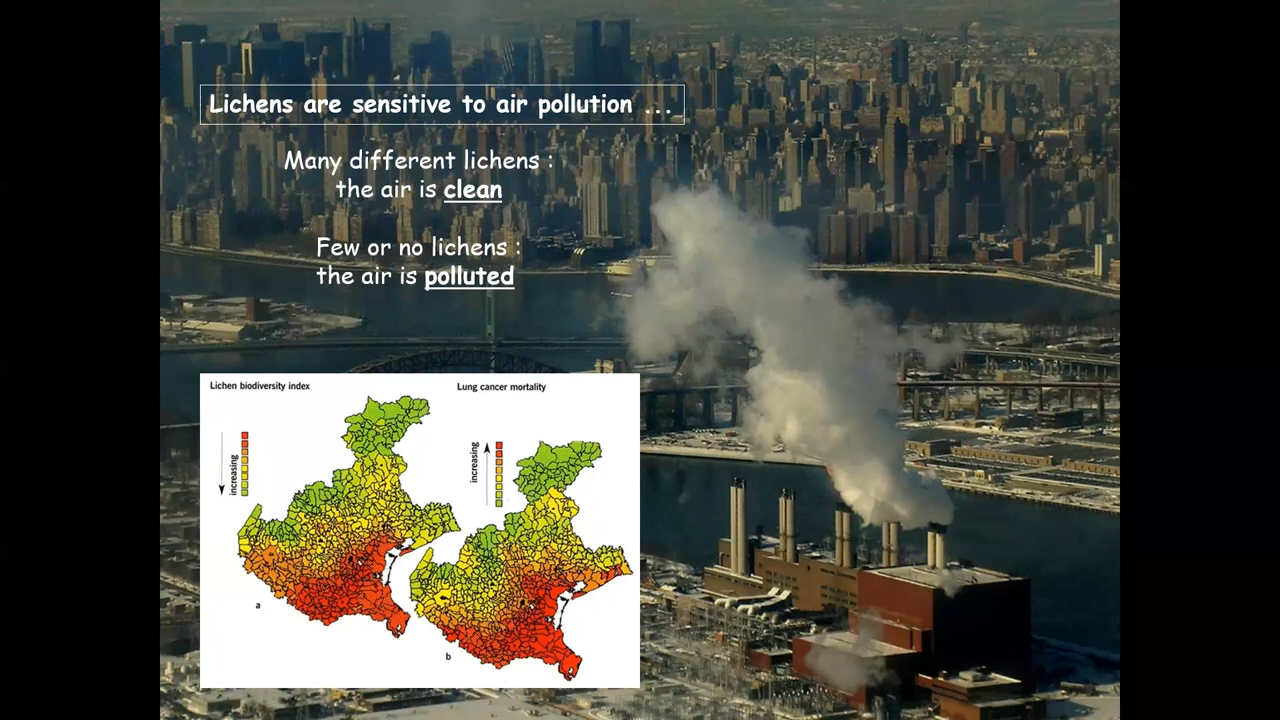 Lichens are sensitive to air pollution ...
Many different lichens :
the air is clean
Few or no lichens :
the air is polluted
Lichen biodiversity index
Lung cancer mortality
increasing
increasing
a
b